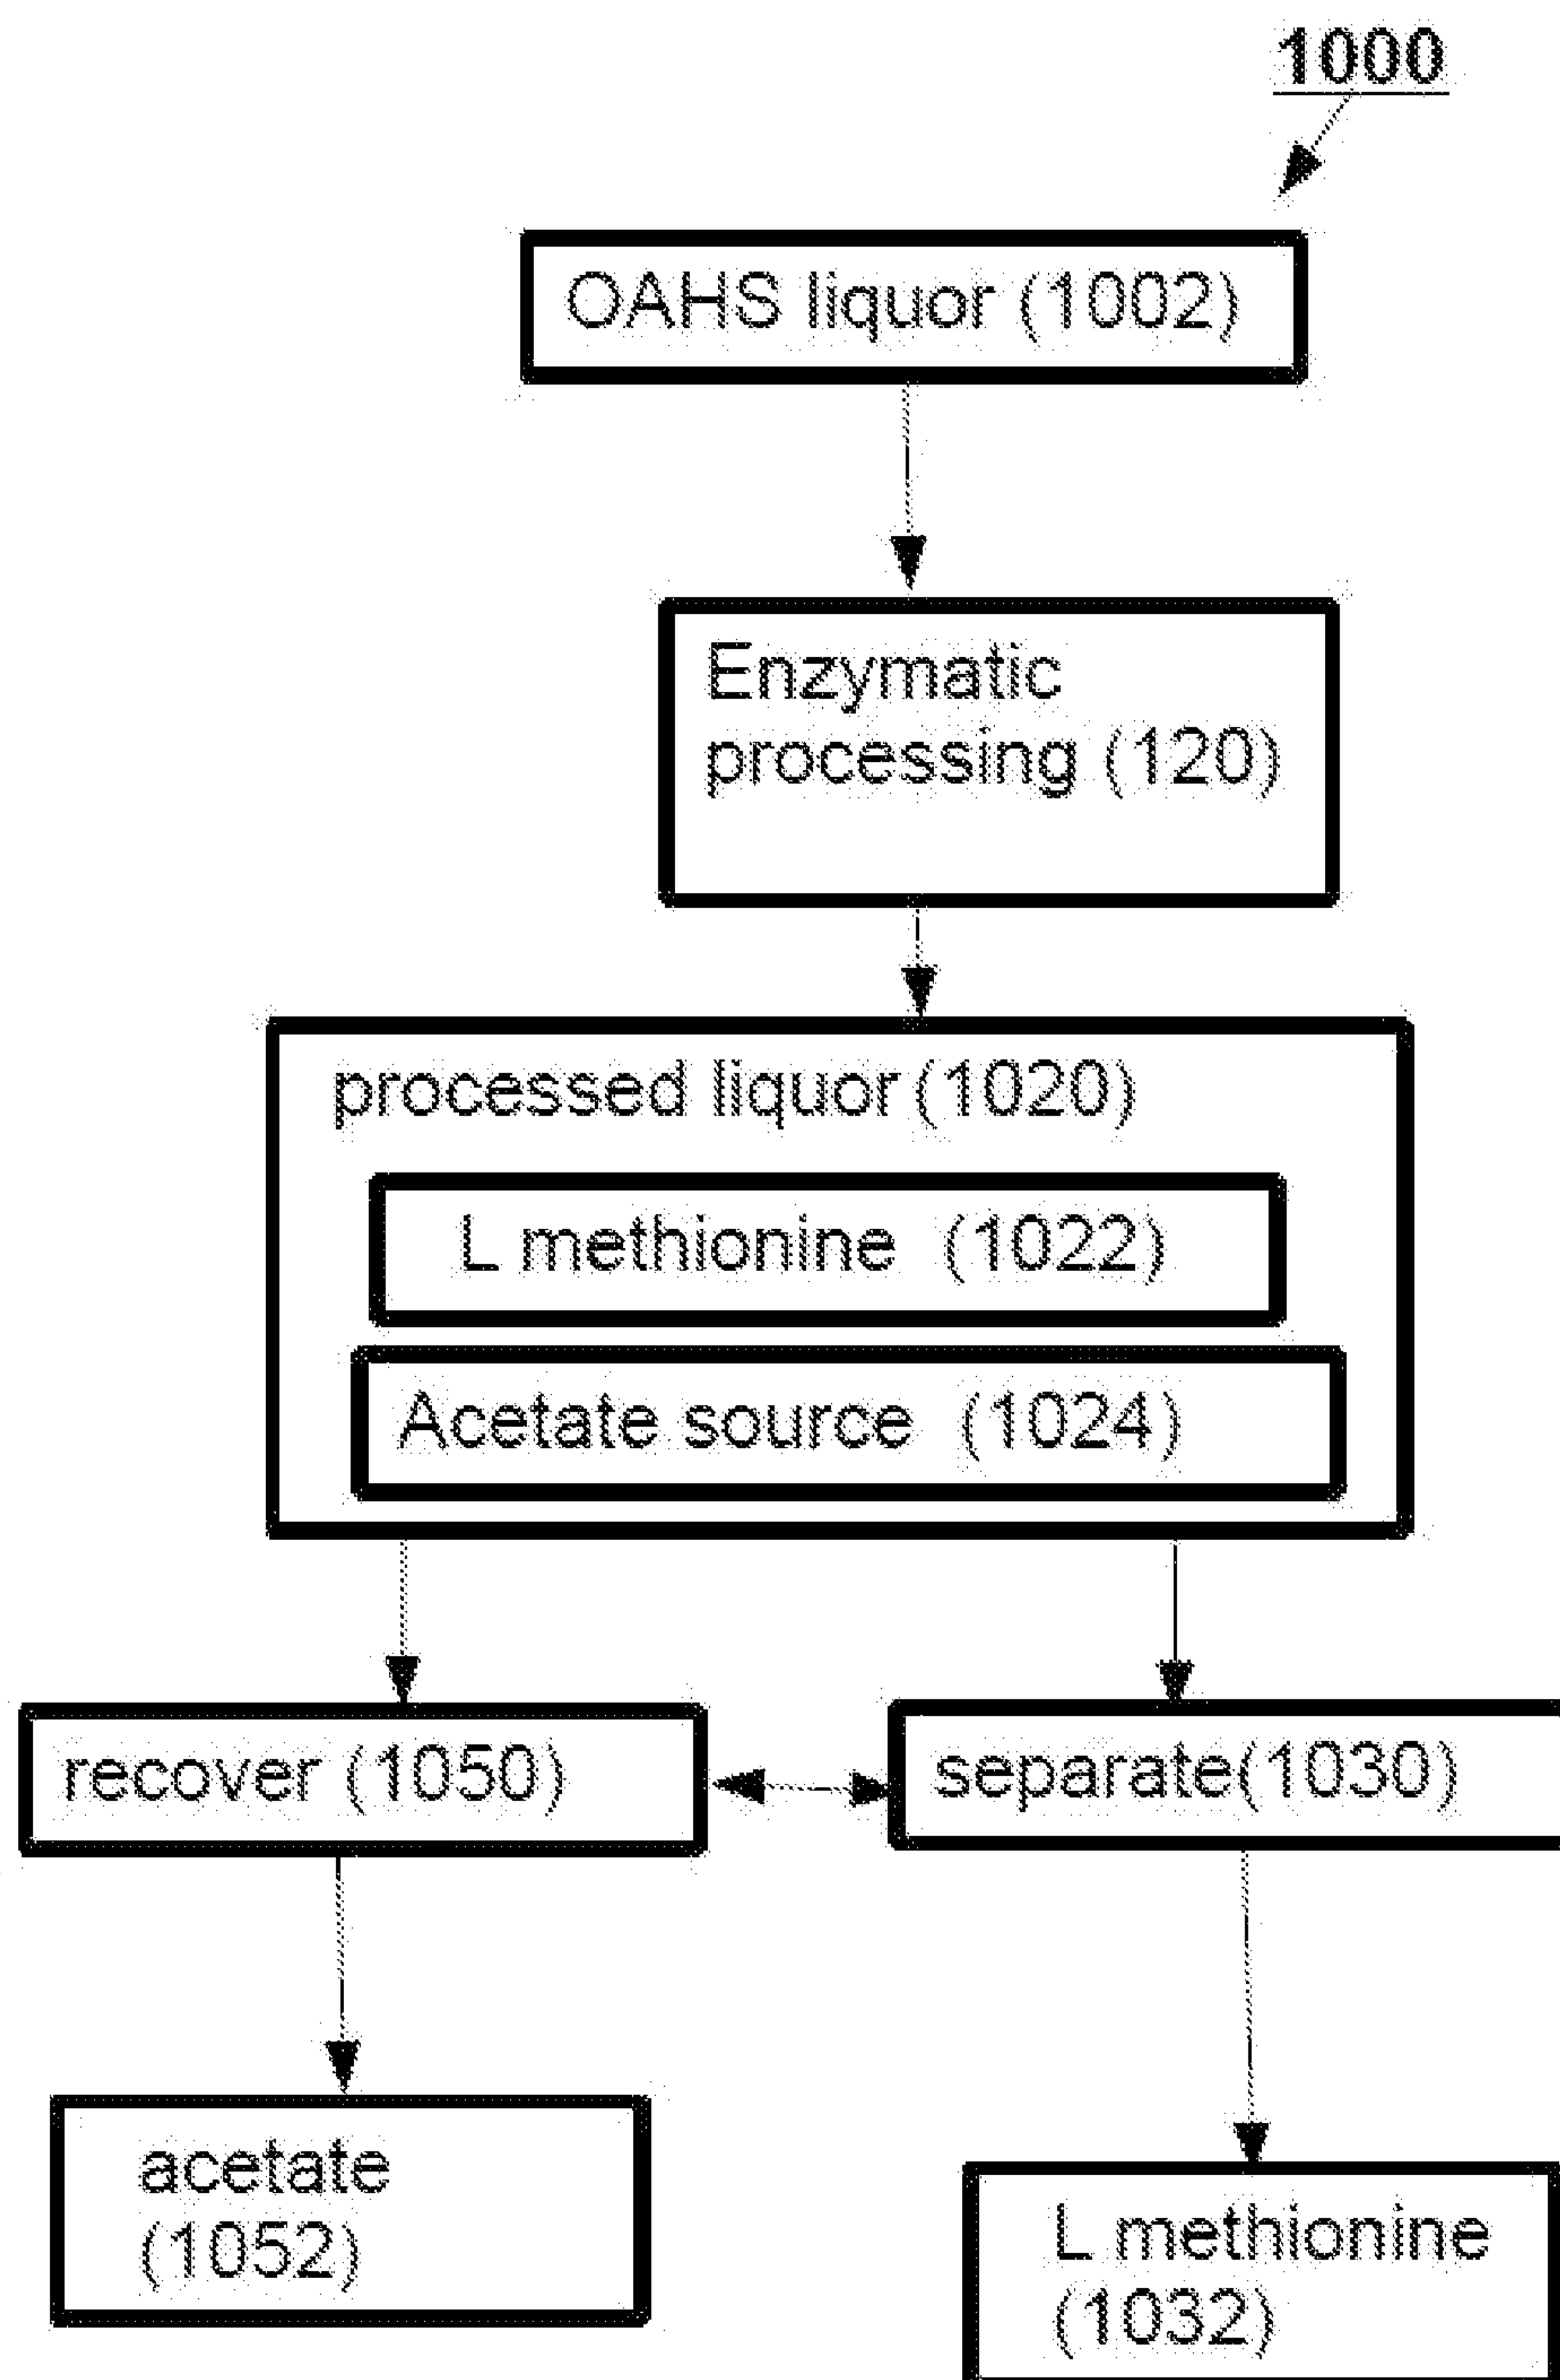 1000
OAHS liquor (1002)
Enzymatic
processing (120)
processed liquor (1020)
L methionine (1022)
Acetate source (1024)
recover (1050)
separate(1030)
acetate
(1052)
L methionine
(1032)